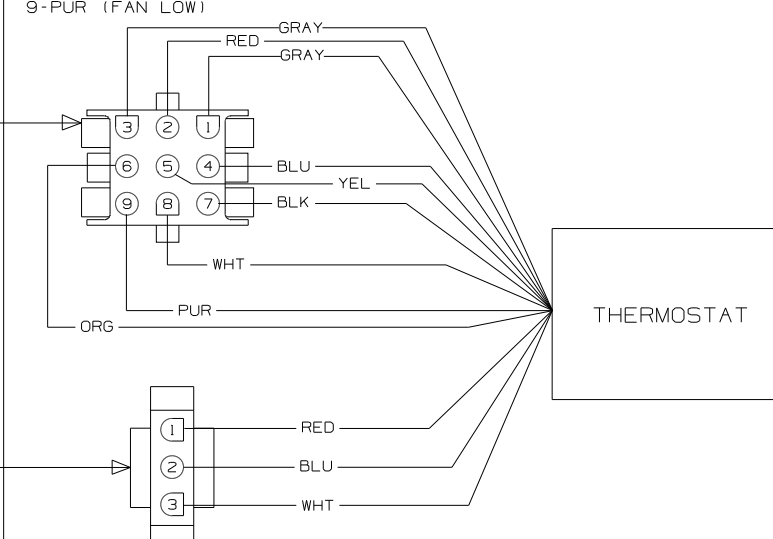 9-PUR (FAN LOW)
GRAY
RED
GRAY
3 2 1
6 5 4
BLU
YEL
9 8 7
BLK
WHT
PUR
ORG
THERMOSTAT
1
RED
2
BLU
3
WHT